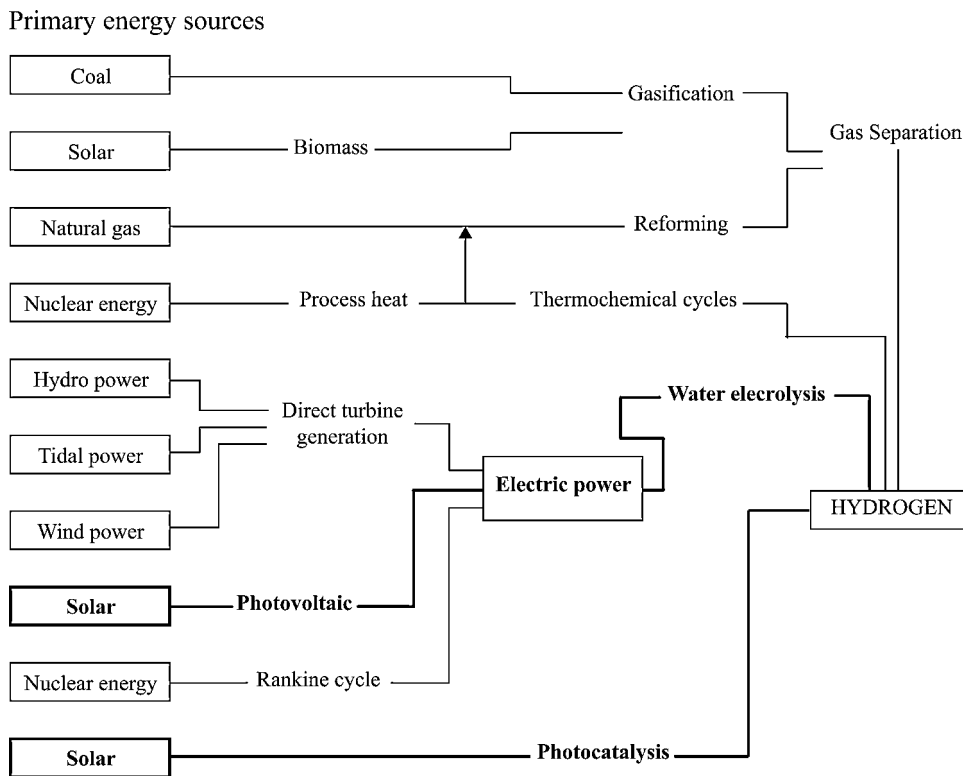 Primary energy sources
Coal
Gasification
Gas Separation
Solar
Biomass
Natural gas
Reforming
Nuclear energy
Process heat
Thermochemical cycles
Hydro power
Direct turbine
generation
Water elecrolysis
Tidal power
Electric power
Wind power
HYDROGEN
Solar
Photovoltaic
Nuclear energy
Rankine cycle
Solar
Photocatalysis